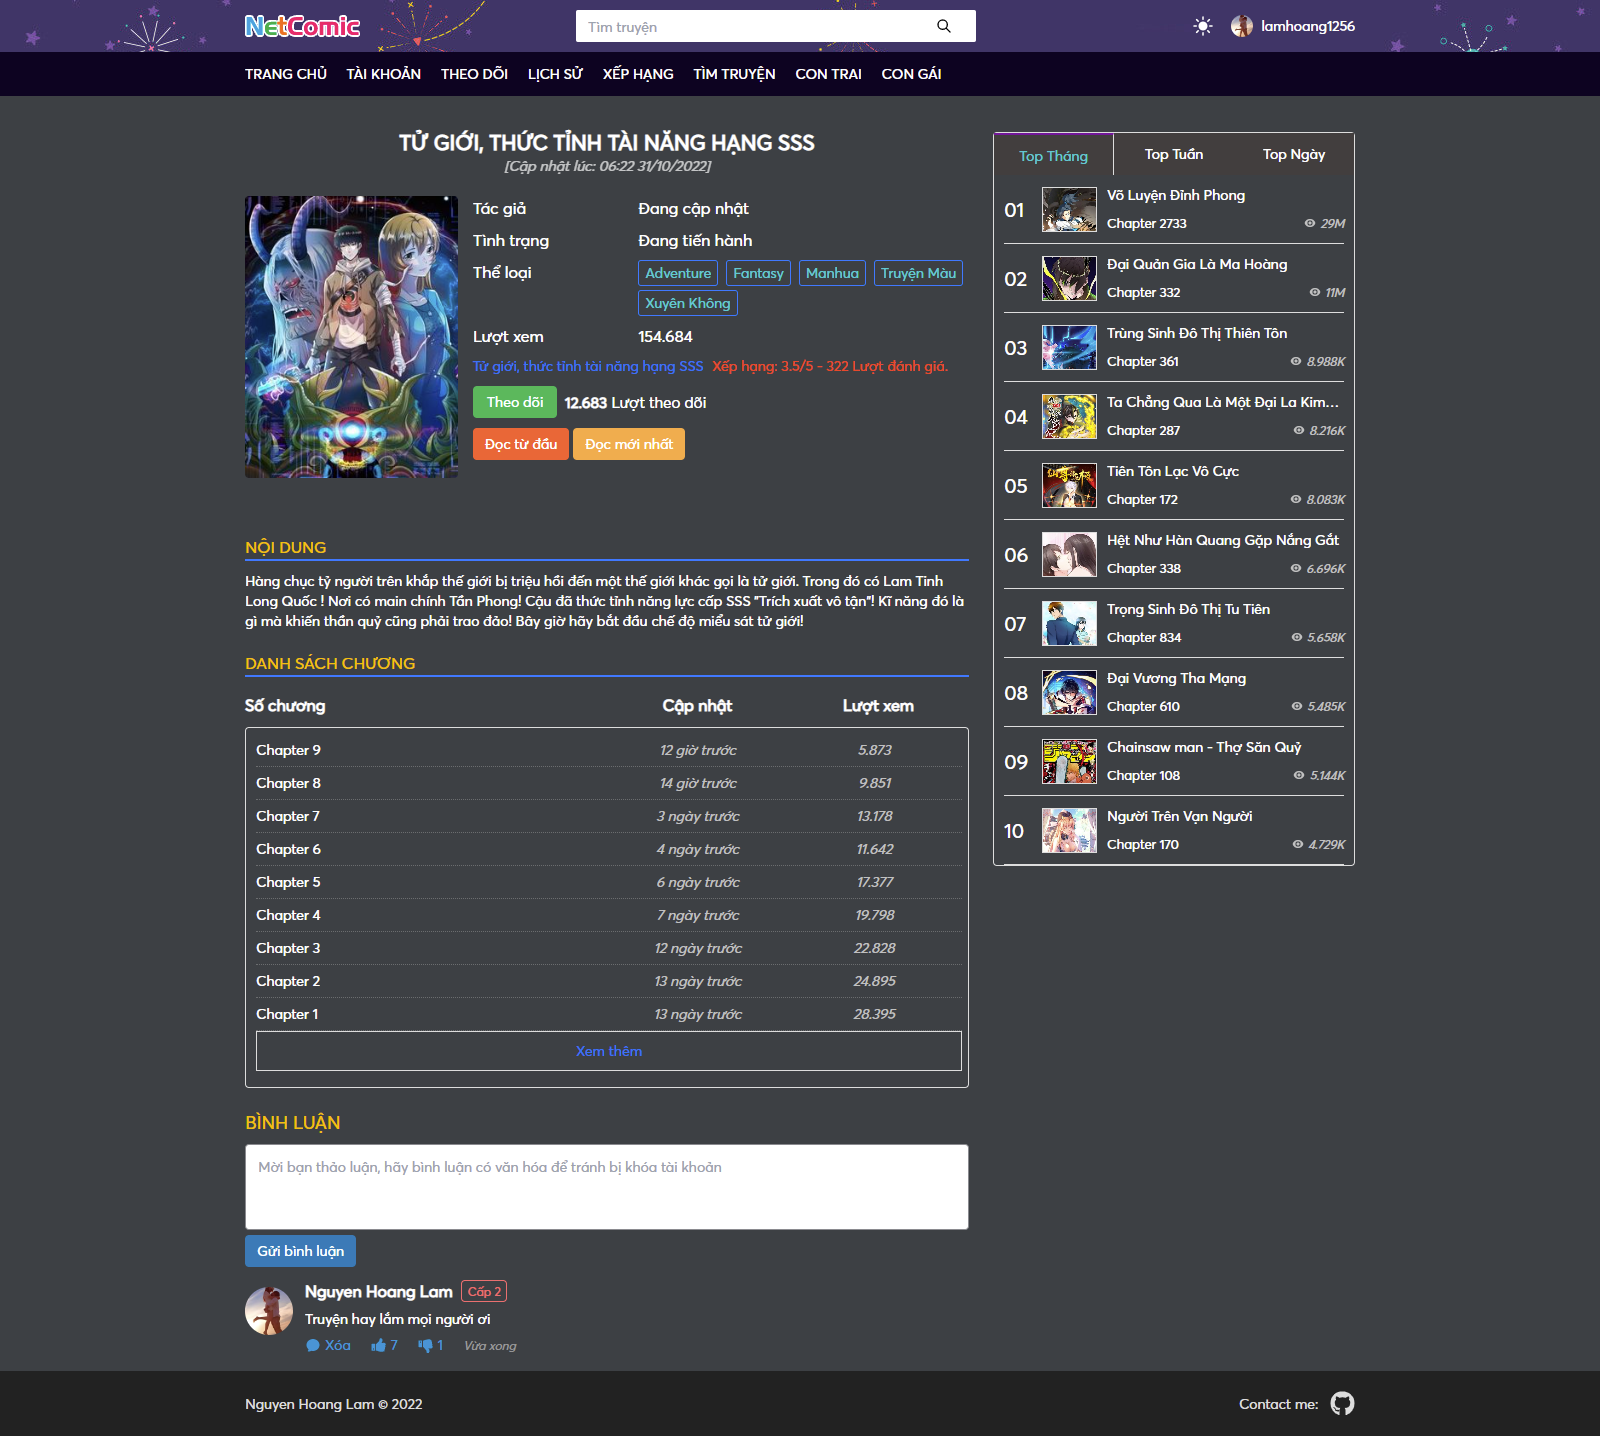 NetComic
Tìm truyện
lamhoang1256
TRANG CHỦ TÀI KHOẢN THEO DÕI LỊCH SỬ XẾP HẠNG TÌM TRUYỆN CON TRAI CON GÁI
TỬ GIỚI, THỨC TỈNH TÀI NĂNG HẠNG SSS
[Cập nhật lúc: 06:22 31/10/2022]
Tác giả Đang cập nhật
Tình trạng Đang tiến hành
Thể loại Adventure Fantasy Manhua Truyện Màu
Xuyên Không
Lượt xem 154.684
Tử giới, thức tỉnh tài năng hạng SSS Xếp hạng: 3.5/5 - 322 Lượt đánh giá.
Theo dõi 12.683 Lượt theo dõi
Đọc từ đầu Đọc mới nhất
NỘI DUNG
Hàng chục tỷ người trên khắp thế giới bị triệu hồi đến một thế giới khác gọi là tử giới. Trong đó có Lam Tinh
Long Quốc ! Nơi có main chính Tần Phong! Cậu đã thức tỉnh năng lực cấp SSS "Trích xuất vô tận"! Kĩ năng đó là
gì mà khiến thần quỷ cũng phải trao đảo! Bây giờ hãy bắt đầu chế độ miểu sát tử giới!
DANH SÁCH CHƯƠNG
Số chương Cập nhật Lượt xem
Chapter 9 12 giờ trước 5.873
Chapter 8 14 giờ trước 9.851
Chapter 7 3 ngày trước 13.178
Chapter 6 4 ngày trước 11.642
Chapter 5 6 ngày trước 17.377
Chapter 4 7 ngày trước 19.798
Chapter 3 12 ngày trước 22.828
Chapter 2 13 ngày trước 24.895
Chapter 1 13 ngày trước 28.395
Xem thêm
BÌNH LUẬN
Mời bạn thảo luận, hãy bình luận có văn hóa để tránh bị khóa tài khoản
Gửi bình luận
Nguyen Hoang Lam Cấp 2
Truyện hay lắm mọi người ơi
Xóa 7 1 Vừa xong
Top Tháng Top Tuần Top Ngày
01 Võ Luyện Đỉnh Phong
Chapter 2733 29M
02 Đại Quản Gia Là Ma Hoàng
Chapter 332 11M
03 Trùng Sinh Đô Thị Thiên Tôn
Chapter 361 8.988K
04 Ta Chẳng Qua Là Một Đại La Kim...
Chapter 287 8.216K
05 Tiên Tôn Lạc Vô Cực
Chapter 172 8.083K
06 Hệt Như Hàn Quang Gặp Nắng Gắt
Chapter 338 6.696K
07 Trọng Sinh Đô Thị Tu Tiên
Chapter 834 5.658K
08 Đại Vương Tha Mạng
Chapter 610 5.485K
09 Chainsaw man - Thợ Săn Quỷ
Chapter 108 5.144K
10 Người Trên Vạn Người
Chapter 170 4.729K
Nguyen Hoang Lam © 2022
Contact me: